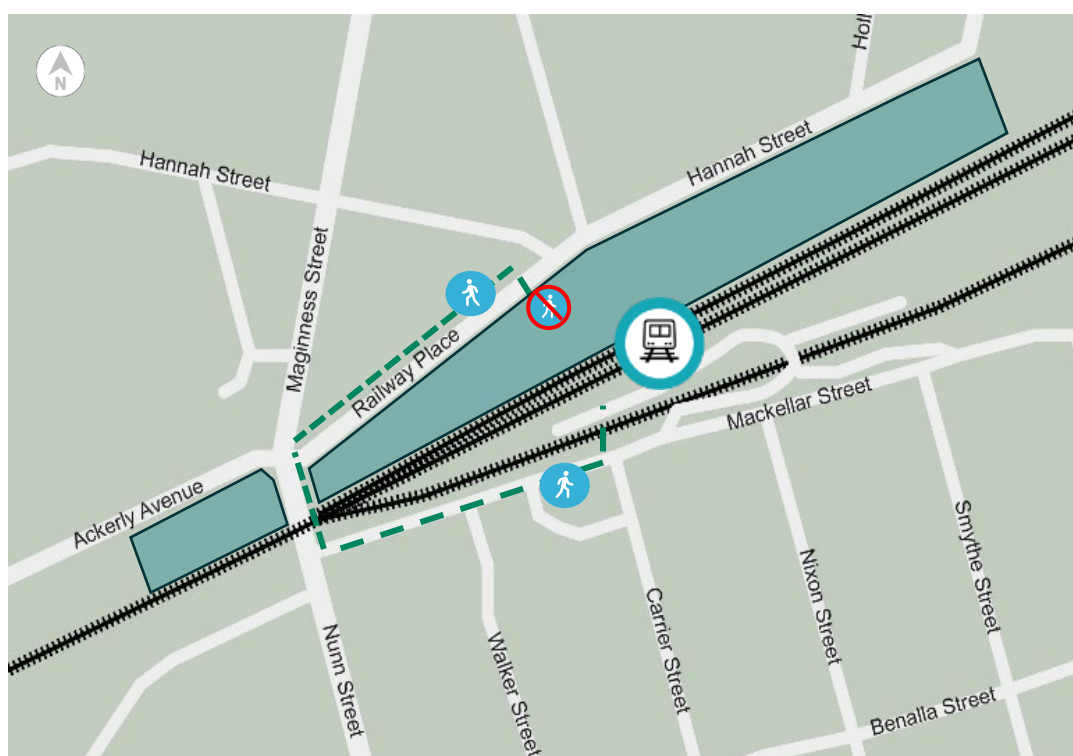 N
Hannah Street
Maginness Street
Hannah Street
Railway Place
Ackerly Avenue
Mackellar Street
Nunn Street
Walker Street
Carrier Street
Nixon Street
Smythe Street
Benalla Street